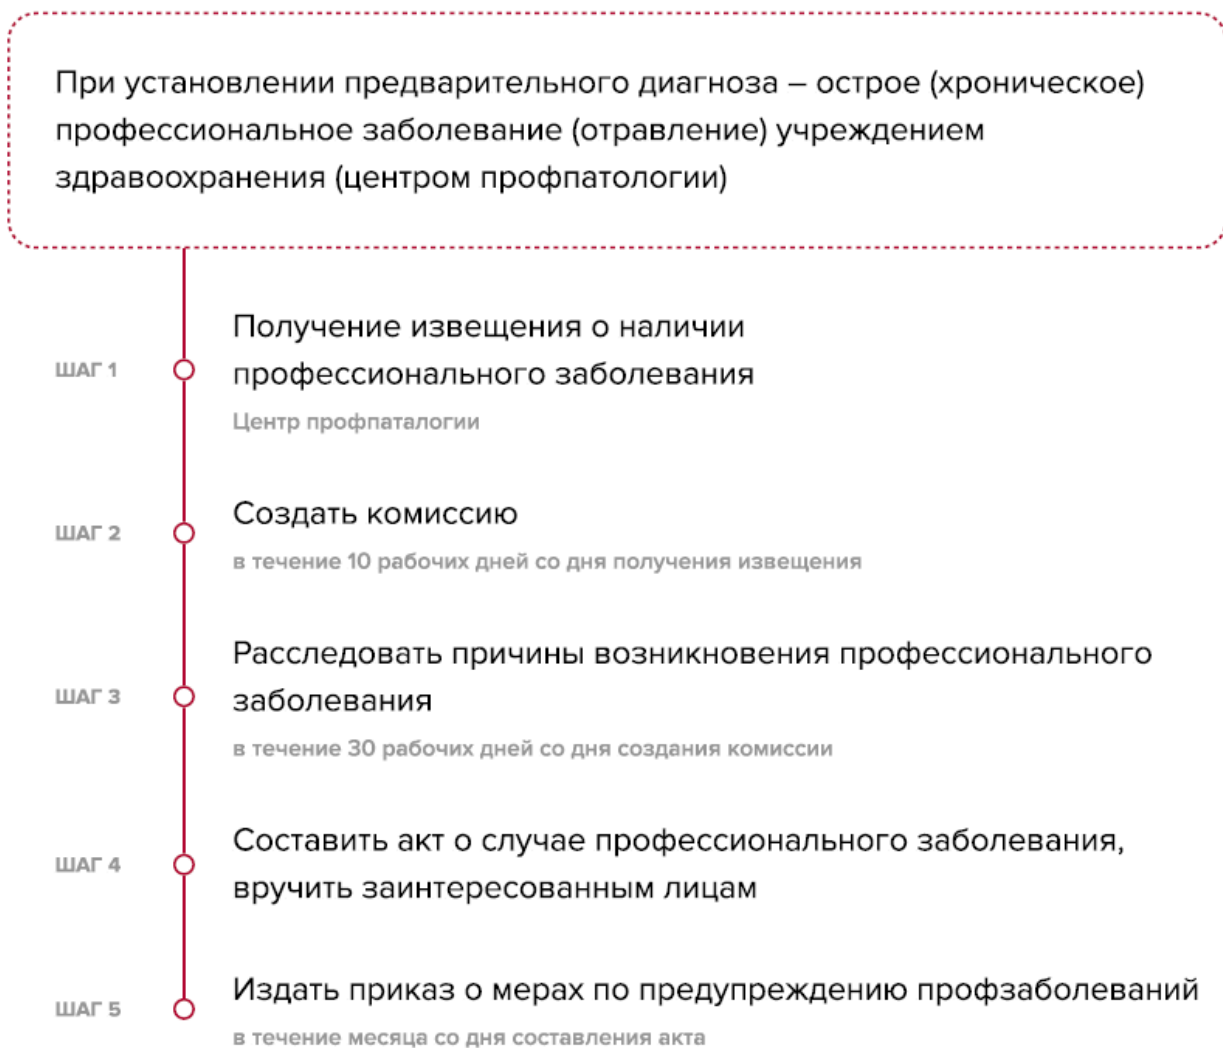 При установлении предварительного диагноза – острое (хроническое)
профессиональное заболевание (отравление) учреждением
здравоохранения (центром профпатологии)
ШАГ 1
Получение извещения о наличии
профессионального заболевания
Центр профпаталогии
ШАГ 2
Создать комиссию
в течение 10 рабочих дней со дня получения извещения
ШАГ 3
Расследовать причины возникновения профессионального
заболевания
в течение 30 рабочих дней со дня создания комиссии
ШАГ 4
Составить акт о случае профессионального заболевания,
вручить заинтересованным лицам
ШАГ 5
Издать приказ о мерах по предупреждению профзаболеваний
в течение месяца со дня составления акта